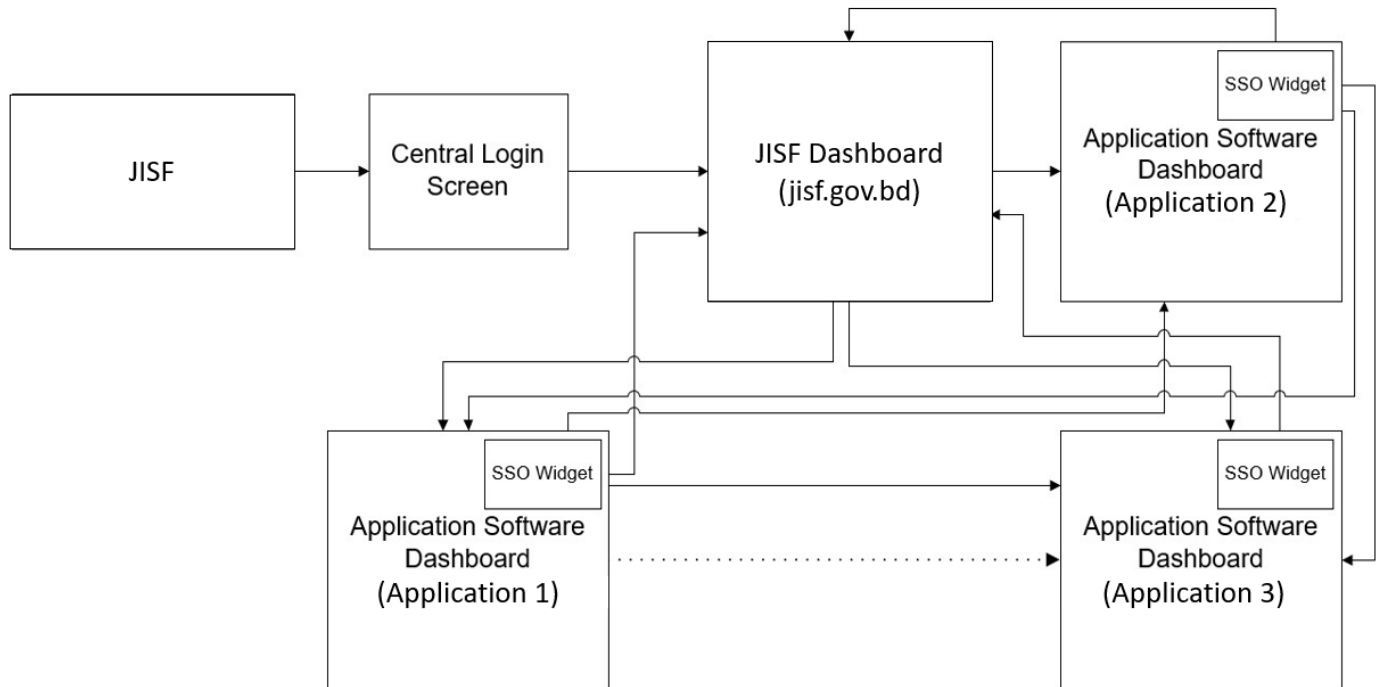 JISF
Central Login
Screen
JISF Dashboard
(jisf.gov.bd)
SSO Widget
Application Software
Dashboard
(Application 2)
SSO Widget
Application Software
Dashboard
(Application 1)
SSO Widget
Application Software
Dashboard
(Application 3)